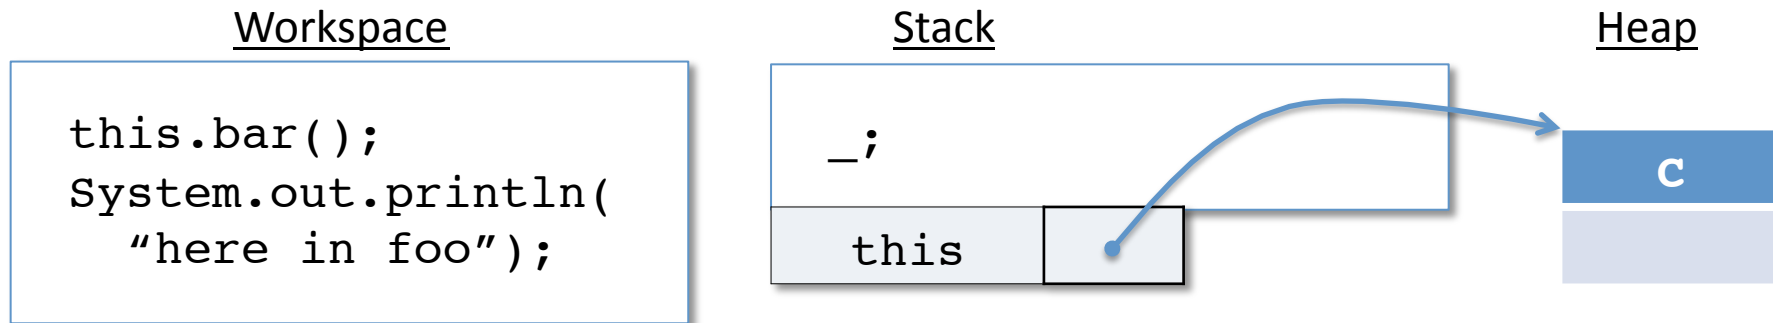 Workspace
Stack
Heap
this.bar();
System.out.println(
“here in foo”);
_;
this
C